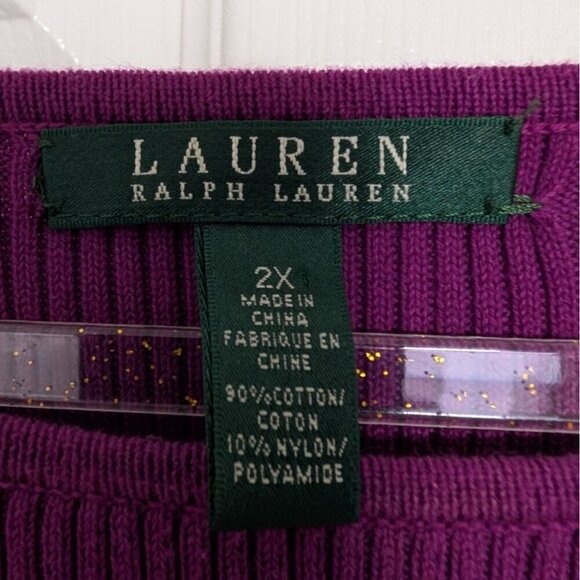 LAUREN
RALPH LAUREN
2X
MADE IN
CHINA
FABRIQUE EN
CHINE
90%COTTON/
COTON
10%NYLON/
POLYAMIDE